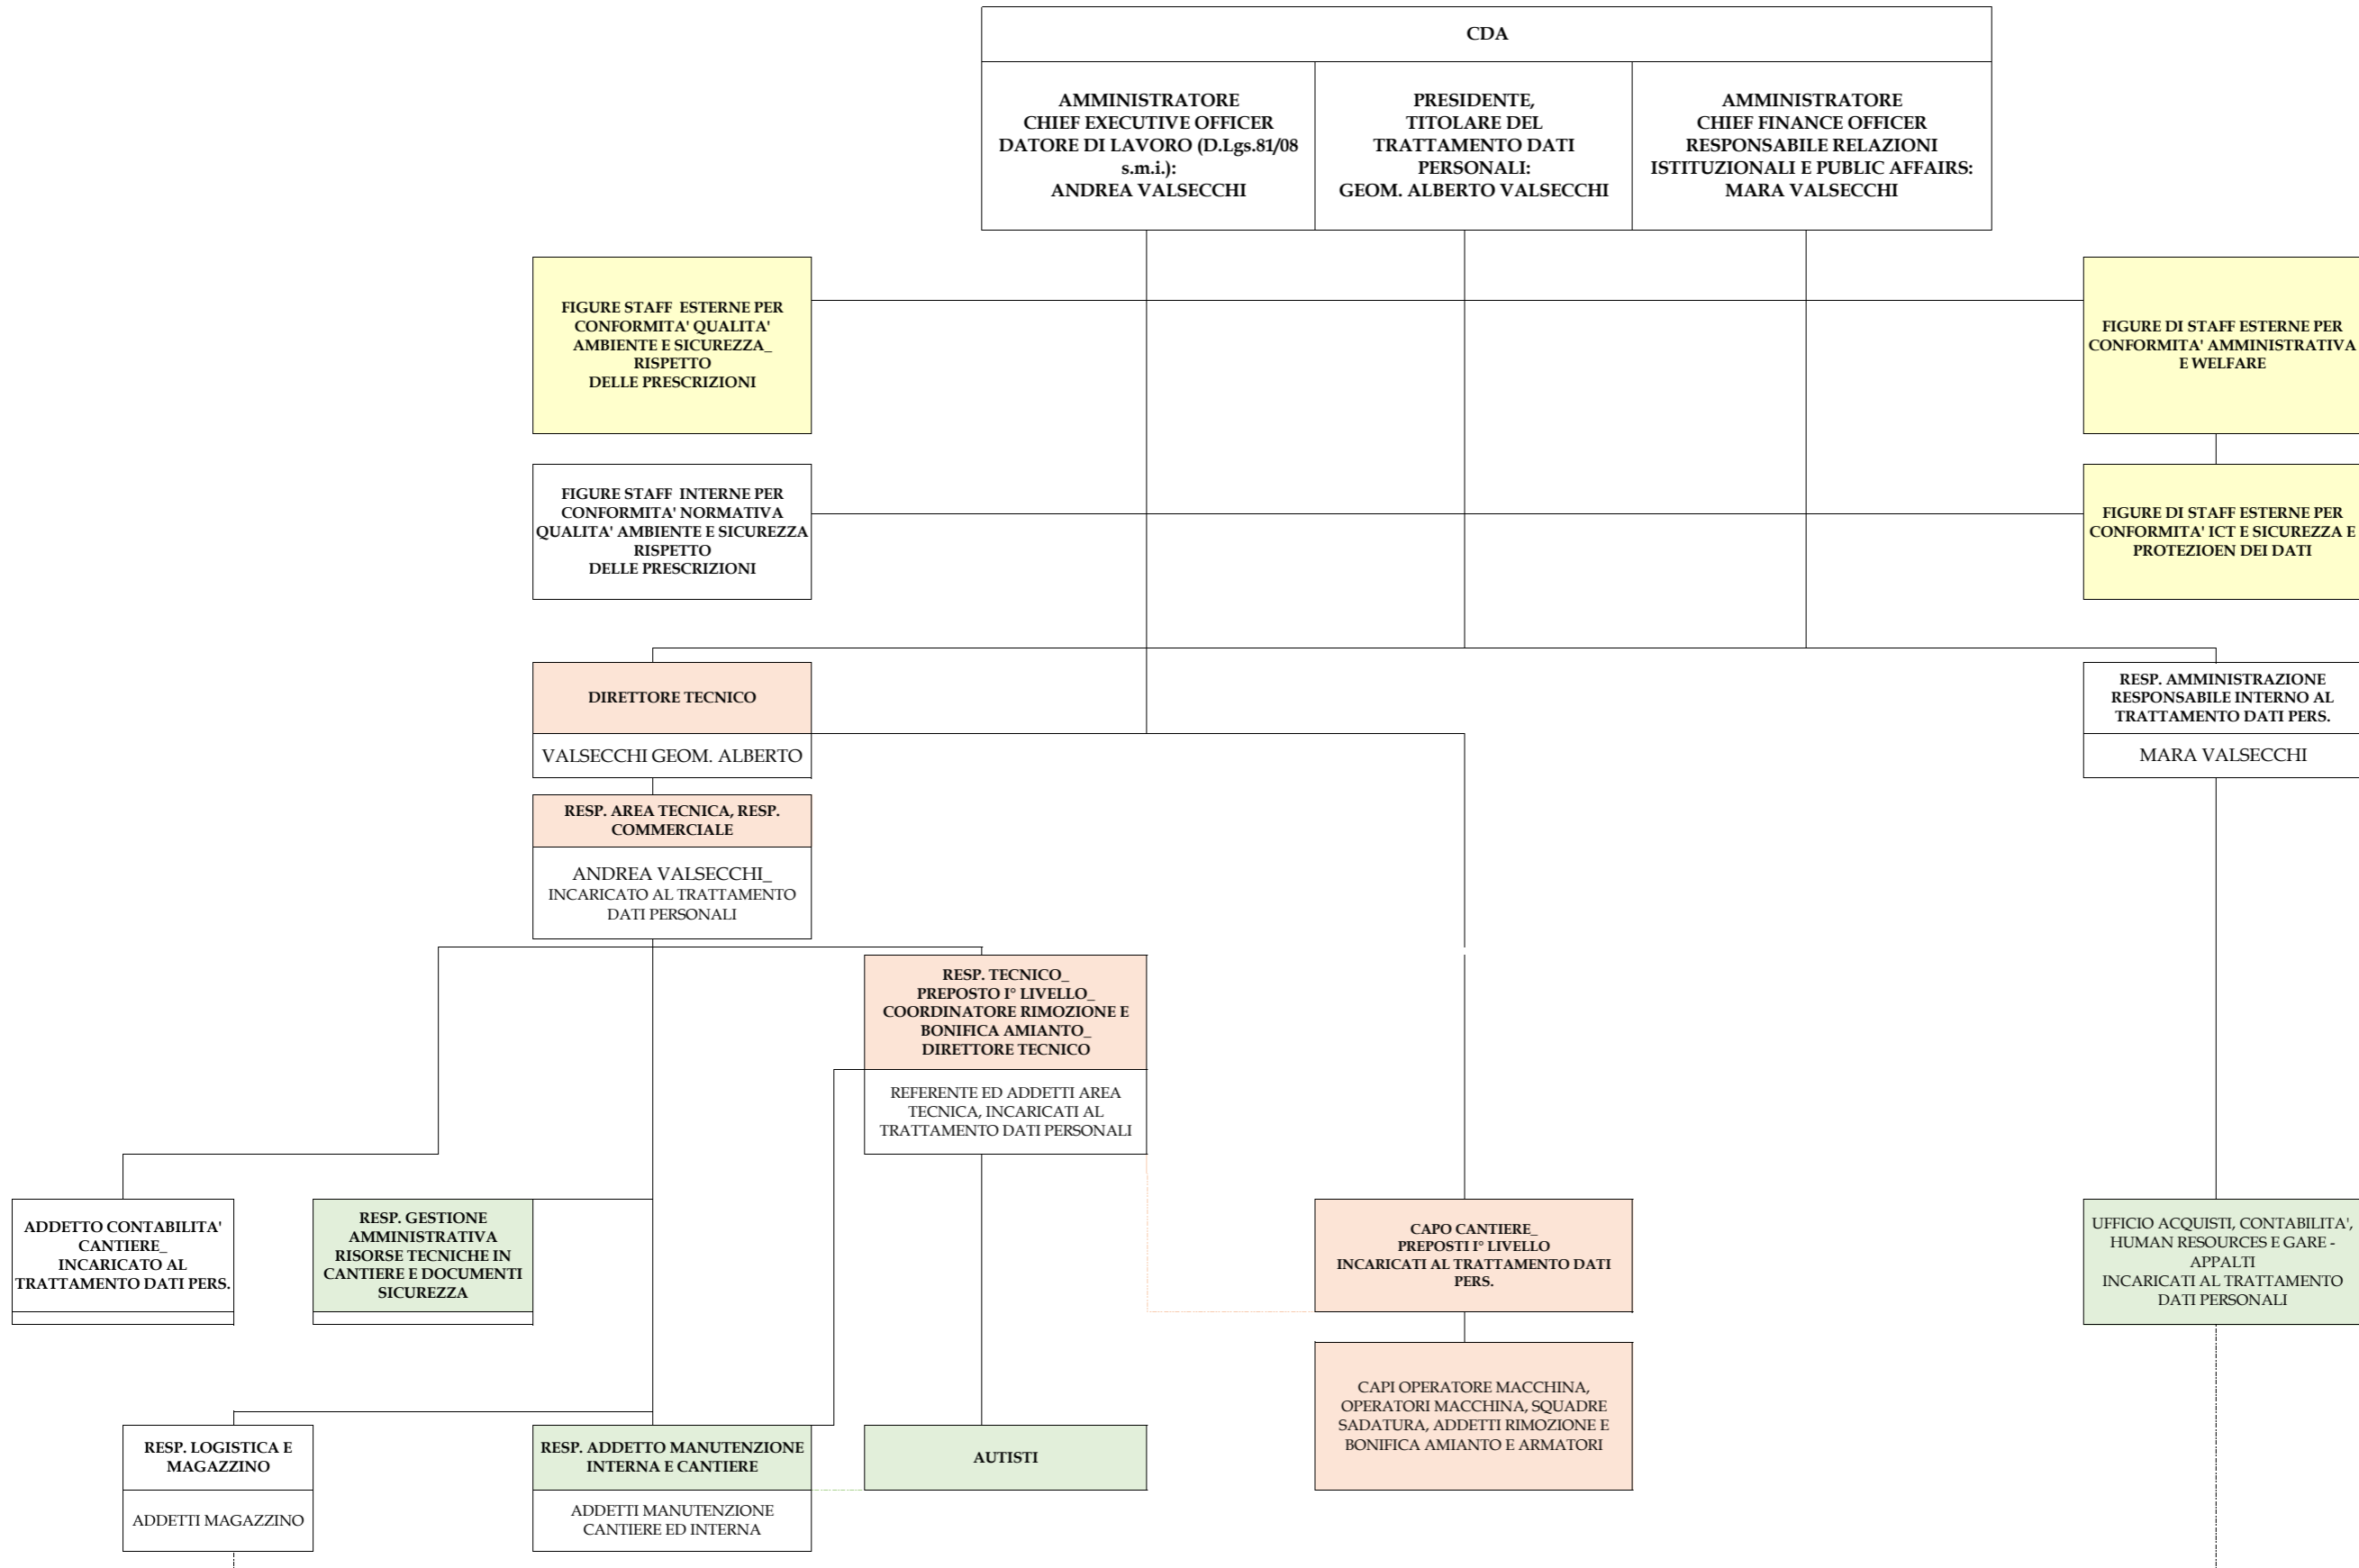 CDA
AMMINISTRATORE
CHIEF EXECUTIVE OFFICER
DATORE DI LAVORO (D.Lgs.81/08
s.m.i.):
ANDREA VALSECCHI
PRESIDENTE,
TITOLARE DEL
TRATTAMENTO DATI
PERSONALI:
GEOM. ALBERTO VALSECCHI
AMMINISTRATORE
CHIEF FINANCE OFFICER
RESPONSABILE RELAZIONI
ISTITUZIONALI E PUBLIC AFFAIRS:
MARA VALSECCHI
FIGURE STAFF ESTERNE PER
CONFORMITA' QUALITA'
AMBIENTE E SICUREZZA_
RISPETTO
DELLE PRESCRIZIONI
FIGURE DI STAFF ESTERNE PER
CONFORMITA' AMMINISTRATIVA
E WELFARE
FIGURE STAFF INTERNE PER
CONFORMITA' NORMATIVA
QUALITA' AMBIENTE E SICUREZZA
RISPETTO
DELLE PRESCRIZIONI
FIGURE DI STAFF ESTERNE PER
CONFORMITA' ICT E SICUREZZA E
PROTEZIOEN DEI DATI
DIRETTORE TECNICO
VALSECCHI GEOM. ALBERTO
RESP. AMMINISTRAZIONE
RESPONSABILE INTERNO AL
TRATTAMENTO DATI PERS.
MARA VALSECCHI
RESP. AREA TECNICA, RESP.
COMMERCIALE
ANDREA VALSECCHI_
INCARICATO AL TRATTAMENTO
DATI PERSONALI
RESP. TECNICO_
PREPOSTO I° LIVELLO_
COORDINATORE RIMOZIONE E
BONIFICA AMIANTO_
DIRETTORE TECNICO
REFERENTE ED ADDETTI AREA
TECNICA, INCARICATI AL
TRATTAMENTO DATI PERSONALI
ADDETTO CONTABILITA'
CANTIERE_
INCARICATO AL
TRATTAMENTO DATI PERS.
RESP. GESTIONE
AMMINISTRATIVA
RISORSE TECNICHE IN
CANTIERE E DOCUMENTI
SICUREZZA
CAPO CANTIERE_
PREPOSTI I° LIVELLO
INCARICATI AL TRATTAMENTO DATI
PERS.
UFFICIO ACQUISTI, CONTABILITA',
HUMAN RESOURCES E GARE -
APPALTI
INCARICATI AL TRATTAMENTO
DATI PERSONALI
CAPI OPERATORE MACCHINA,
OPERATORI MACCHINA, SQUADRE
SADATURA, ADDETTI RIMOZIONE E
BONIFICA AMIANTO E ARMATORI
RESP. LOGISTICA E
MAGAZZINO
ADDETTI MAGAZZINO
RESP. ADDETTO MANUTENZIONE
INTERNA E CANTIERE
ADDETTI MANUTENZIONE
CANTIERE ED INTERNA
AUTISTI